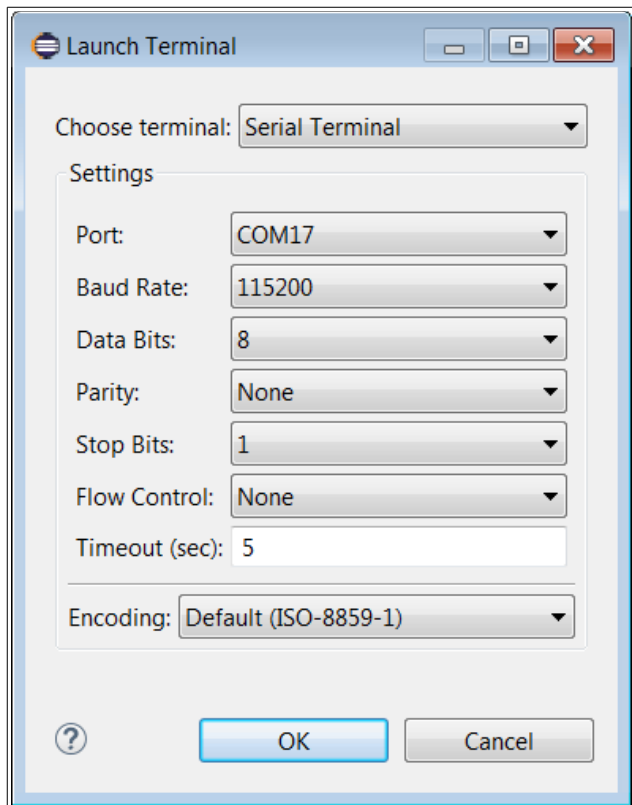 Launch Terminal
Choose terminal: Serial Terminal
Settings
Port: COM17
Baud Rate: 115200
Data Bits: 8
Parity: None
Stop Bits: 1
Flow Control: None
Timeout (sec): 5
Encoding: Default (ISO-8859-1)
? OK Cancel